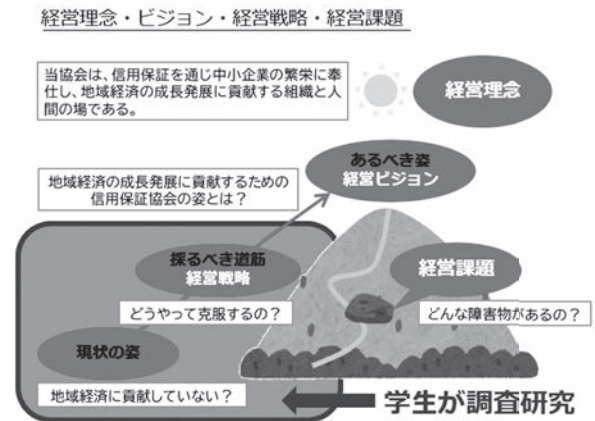 経営理念・ビジョン・経営戦略・経営課題
当協会は、信用保証を通じ中小企業の繁栄に奉
仕し、地域経済の成長発展に貢献する組織と人
間の場である。
経営理念
あるべき姿
経営ビジョン
地域経済の成長発展に貢献するための
信用保証協会の姿とは？
採るべき道筋
経営戦略
経営課題
どうやって克服するの？
どんな障害物があるの？
現状の姿
地域経済に貢献していない？
学生が調査研究